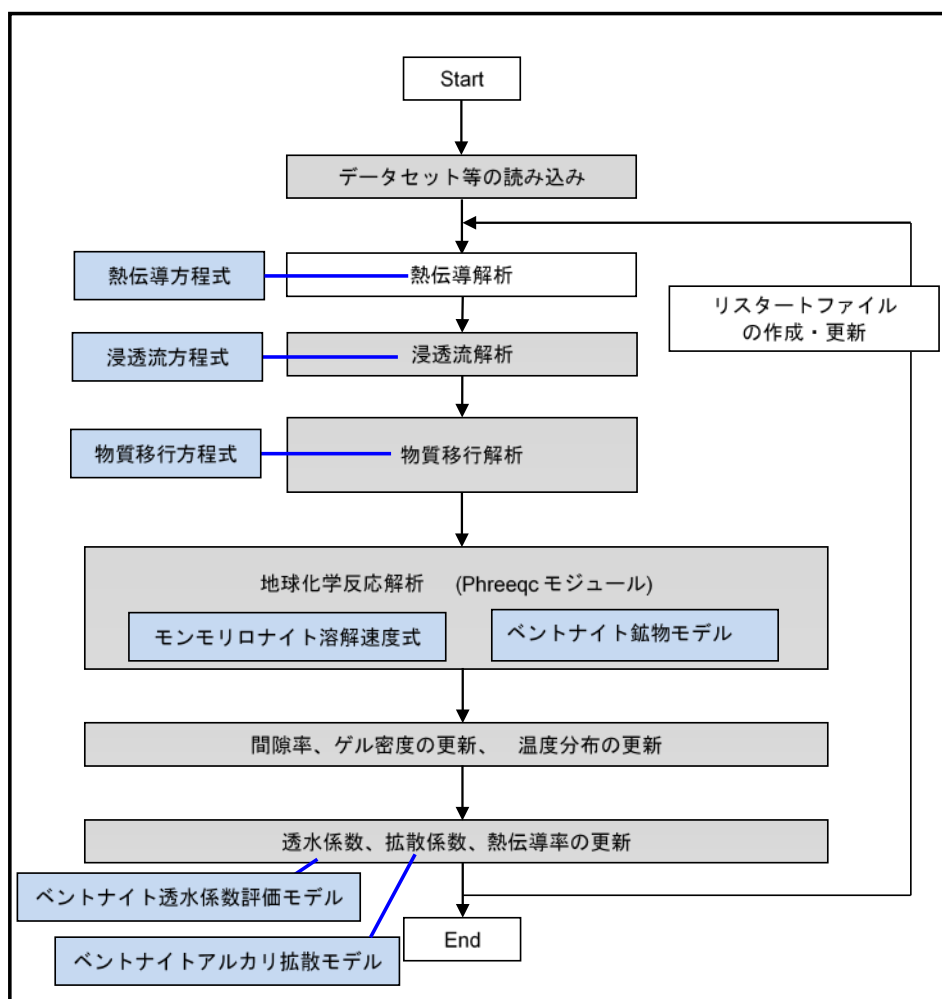 Start
データセット等の読み込み
熱伝導方程式
熱伝導解析
リスタートファイル
の作成・更新
浸透流方程式
浸透流解析
物質移行方程式
物質移行解析
地球化学反応解析 (Phreeqc モジュール)
モンモリロナイト溶解速度式
ベントナイト鉱物モデル
間隙率、ゲル密度の更新、 温度分布の更新
透水係数、拡散係数、熱伝導率の更新
ベントナイト透水係数評価モデル
End
ベントナイトアルカリ拡散モデル